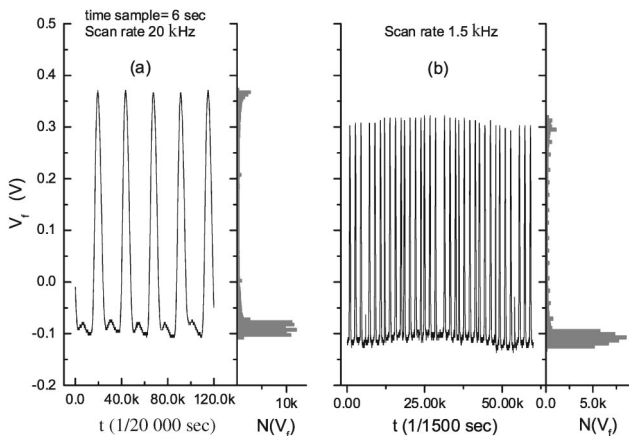 time sample= 6 sec
Scan rate 20 kHz
Scan rate 1.5 kHz
(a)
(b)
0.5
0.4
0.3
0.2
0.1
0.0
-0.1
-0.2
V_f (V)
0.0 40.0k 80.0k 120.0k
10k
0.00 25.00k 50.00k
0.0 5.0k
t (1/20 000 sec)
N(V_f)
t (1/1500 sec)
N(V_f)